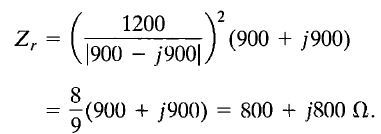 Z_r = (1200 / |900 − j900|)² (900 + j900)
= 8/9 (900 + j900) = 800 + j800 Ω.